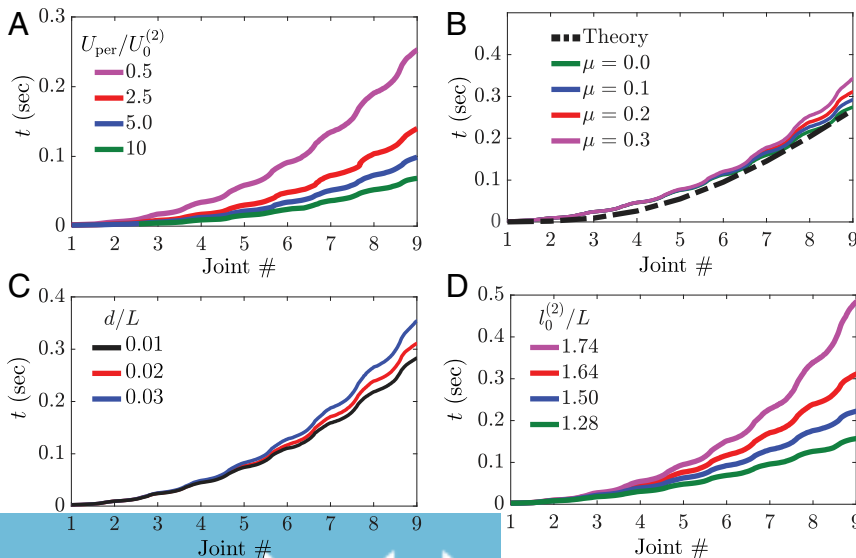 A
U_per/U_0^(2)
0.5
2.5
5.0
10
t (sec)
0.3
0.2
0.1
0
1 2 3 4 5 6 7 8 9
Joint #
B
Theory
μ = 0.0
μ = 0.1
μ = 0.2
μ = 0.3
t (sec)
0.4
0.3
0.2
0.1
0
1 2 3 4 5 6 7 8 9
Joint #
C
d/L
0.01
0.02
0.03
t (sec)
0.4
0.3
0.2
0.1
0
1 2 3 4 5 6 7 8 9
Joint #
D
l_0^(2)/L
1.74
1.64
1.50
1.28
t (sec)
0.5
0.4
0.3
0.2
0.1
0
1 2 3 4 5 6 7 8 9
Joint #